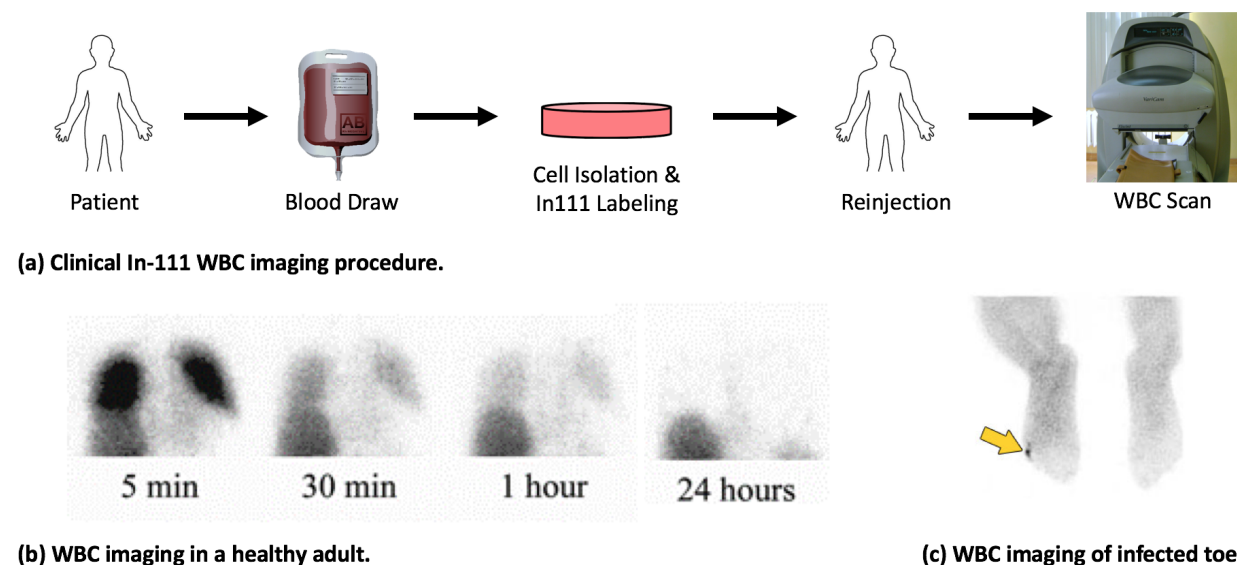 AB
Patient
Blood Draw
Cell Isolation &
In111 Labeling
Reinjection
WBC Scan
(a) Clinical In-111 WBC imaging procedure.
5 min
30 min
1 hour
24 hours
(b) WBC imaging in a healthy adult.
(c) WBC imaging of infected toe